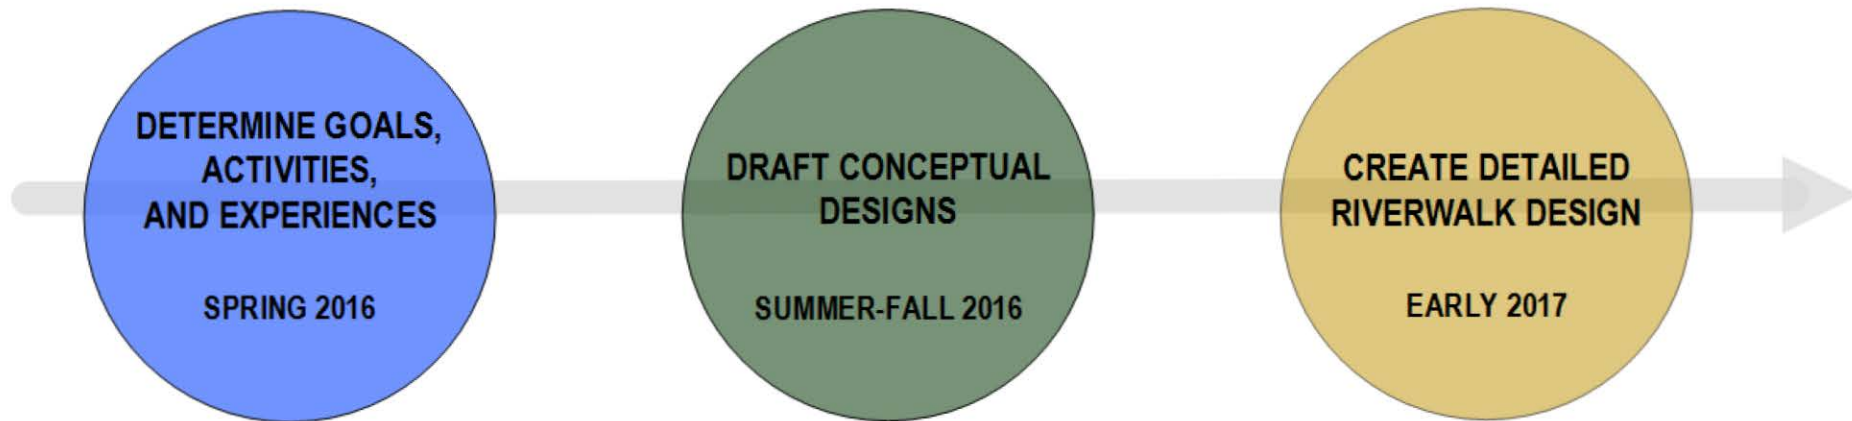 DETERMINE GOALS,
ACTIVITIES,
AND EXPERIENCES
SPRING 2016
DRAFT CONCEPTUAL
DESIGNS
SUMMER-FALL 2016
CREATE DETAILED
RIVERWALK DESIGN
EARLY 2017